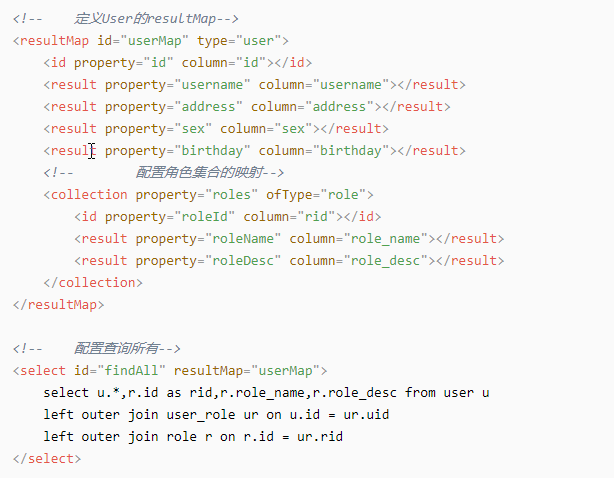 <!--    定义User的resultMap-->
<resultMap id="userMap" type="user">
    <id property="id" column="id"></id>
    <result property="username" column="username"></result>
    <result property="address" column="address"></result>
    <result property="sex" column="sex"></result>
    <result property="birthday" column="birthday"></result>
    <!--        配置角色集合的映射-->
    <collection property="roles" ofType="role">
        <id property="roleId" column="rid"></id>
        <result property="roleName" column="role_name"></result>
        <result property="roleDesc" column="role_desc"></result>
    </collection>
</resultMap>

<!--    配置查询所有-->
<select id="findAll" resultMap="userMap">
    select u.*,r.id as rid,r.role_name,r.role_desc from user u
    left outer join user_role ur on u.id = ur.uid
    left outer join role r on r.id = ur.rid
</select>